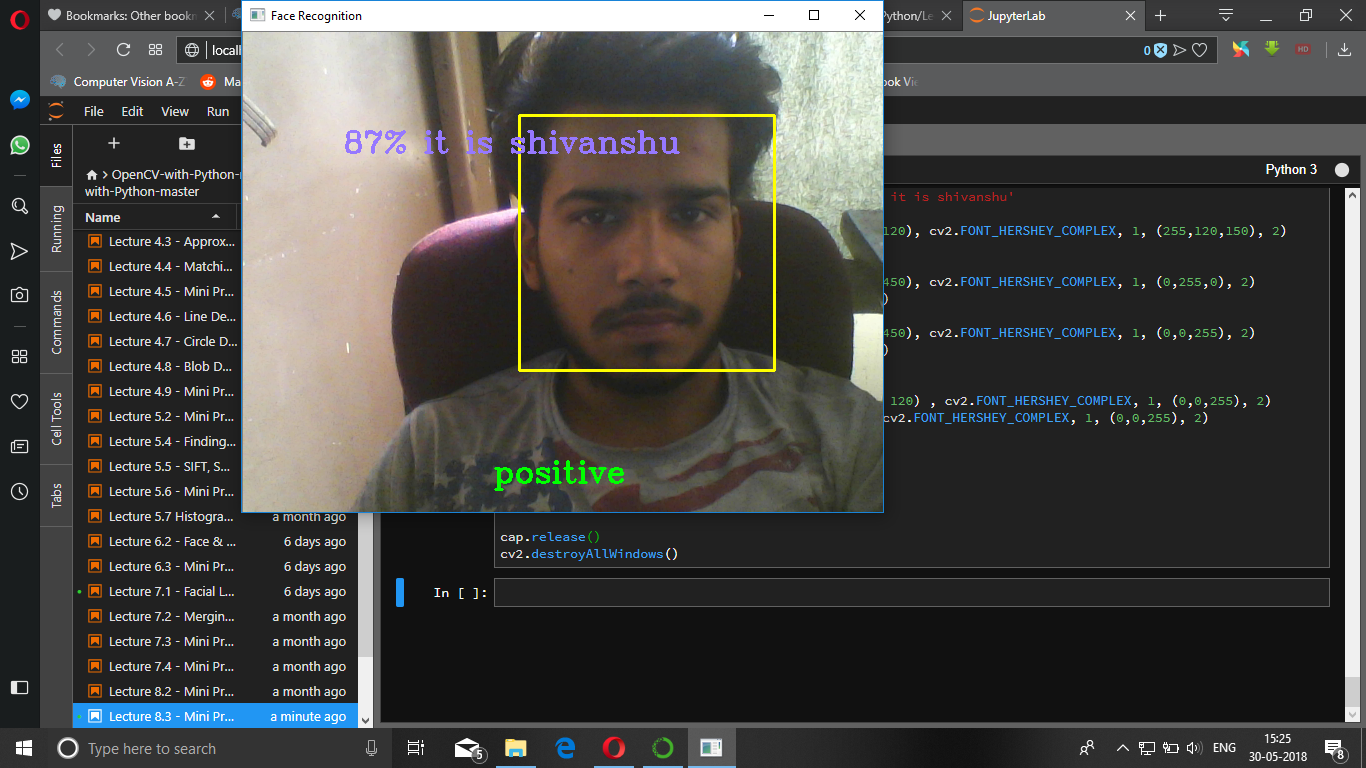 Bookmarks: Other bookm
Python/Le
JupyterLab
locall
0
HD
Computer Vision A-Z
Ma
ook Vie
Face Recognition
File Edit View Run
Python 3
Files
Running
Commands
Cell Tools
Tabs
OpenCV-with-Python-
with-Python-master
Name
Lecture 4.3 - Approx...
Lecture 4.4 - Matchi...
Lecture 4.5 - Mini Pr...
Lecture 4.6 - Line De...
Lecture 4.7 - Circle D...
Lecture 4.8 - Blob D...
Lecture 4.9 - Mini Pr...
Lecture 5.2 - Mini Pr...
Lecture 5.4 - Finding...
Lecture 5.5 - SIFT, S...
Lecture 5.6 - Mini Pr...
Lecture 5.7 Histogra... a month ago
Lecture 6.2 - Face & ... 6 days ago
Lecture 6.3 - Mini Pr... 6 days ago
Lecture 7.1 - Facial L... 6 days ago
Lecture 7.2 - Mergin... a month ago
Lecture 7.3 - Mini Pr... a month ago
Lecture 7.4 - Mini Pr... a month ago
Lecture 8.2 - Mini Pr... a month ago
Lecture 8.3 - Mini Pr... a minute ago
87% it is shivanshu
positive
it is shivanshu'
120), cv2.FONT_HERSHEY_COMPLEX, 1, (255,120,150), 2)
450), cv2.FONT_HERSHEY_COMPLEX, 1, (0,255,0), 2)
)
450), cv2.FONT_HERSHEY_COMPLEX, 1, (0,0,255), 2)
)
120) , cv2.FONT_HERSHEY_COMPLEX, 1, (0,0,255), 2)
cv2.FONT_HERSHEY_COMPLEX, 1, (0,0,255), 2)
cap.release()
cv2.destroyAllWindows()
In [ ]:
Type here to search
5
ENG
15:25
30-05-2018
8